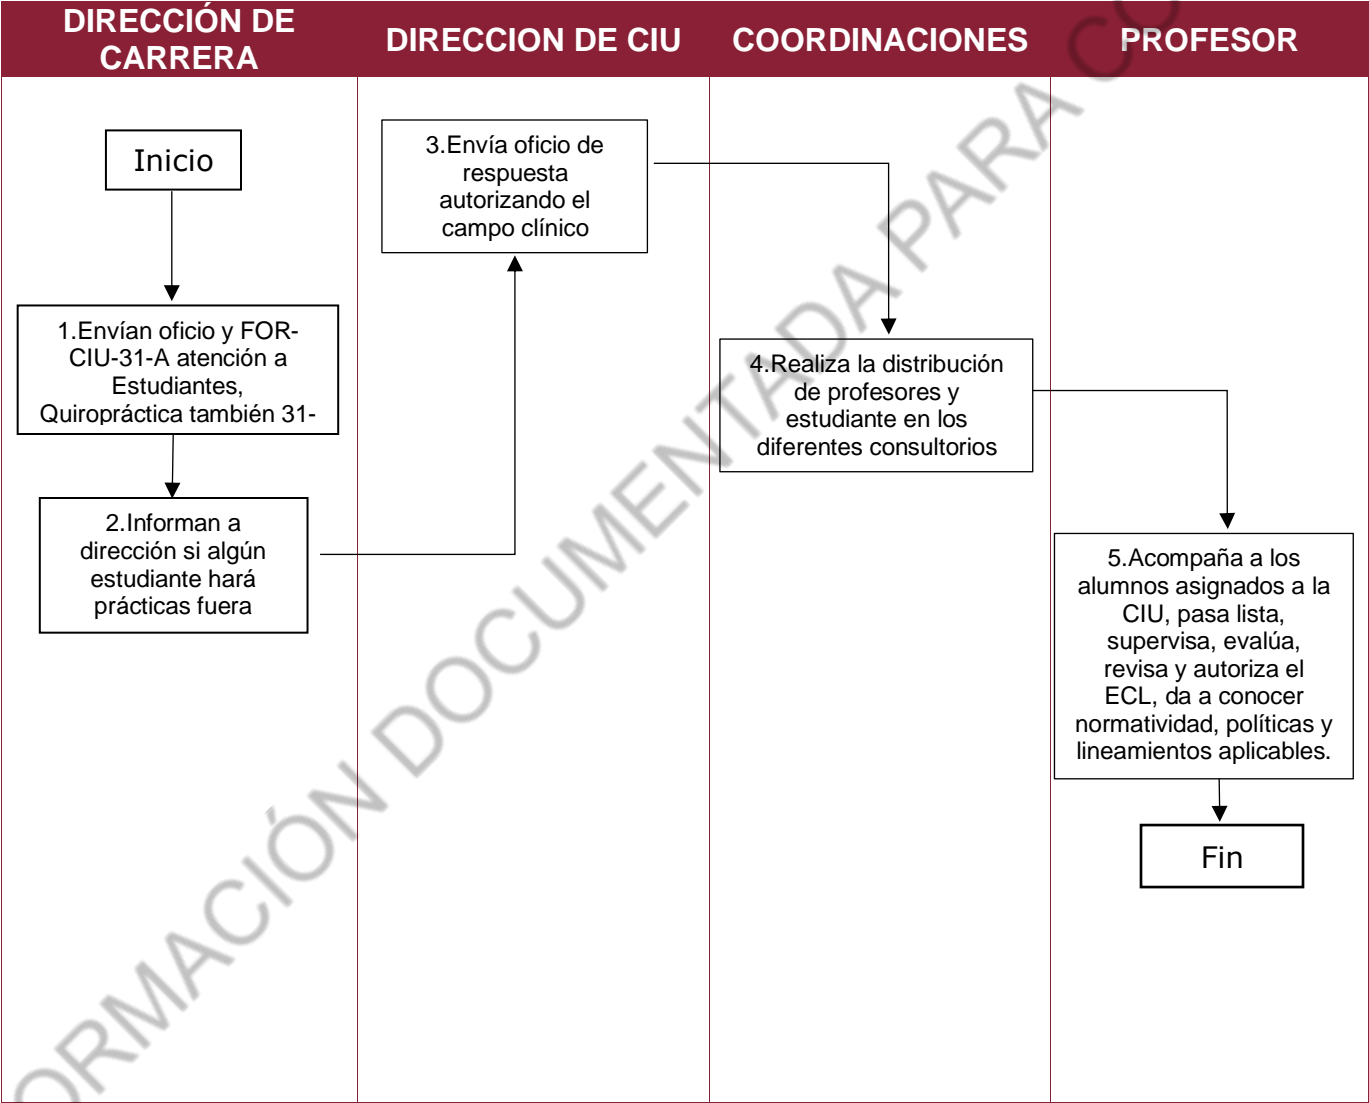 DIRECCIÓN DE
CARRERA
DIRECCION DE CIU
COORDINACIONES
PROFESOR
Inicio
1.Envían oficio y FOR-
CIU-31-A atención a
Estudiantes,
Quiropráctica también 31-
2.Informan a
dirección si algún
estudiante hará
prácticas fuera
3.Envía oficio de
respuesta
autorizando el
campo clínico
4.Realiza la distribución
de profesores y
estudiante en los
diferentes consultorios
5.Acompaña a los
alumnos asignados a la
CIU, pasa lista,
supervisa, evalúa,
revisa y autoriza el
ECL, da a conocer
normatividad, políticas y
lineamientos aplicables.
Fin
ORMACIÓN DOCUMENTADA PARA CO